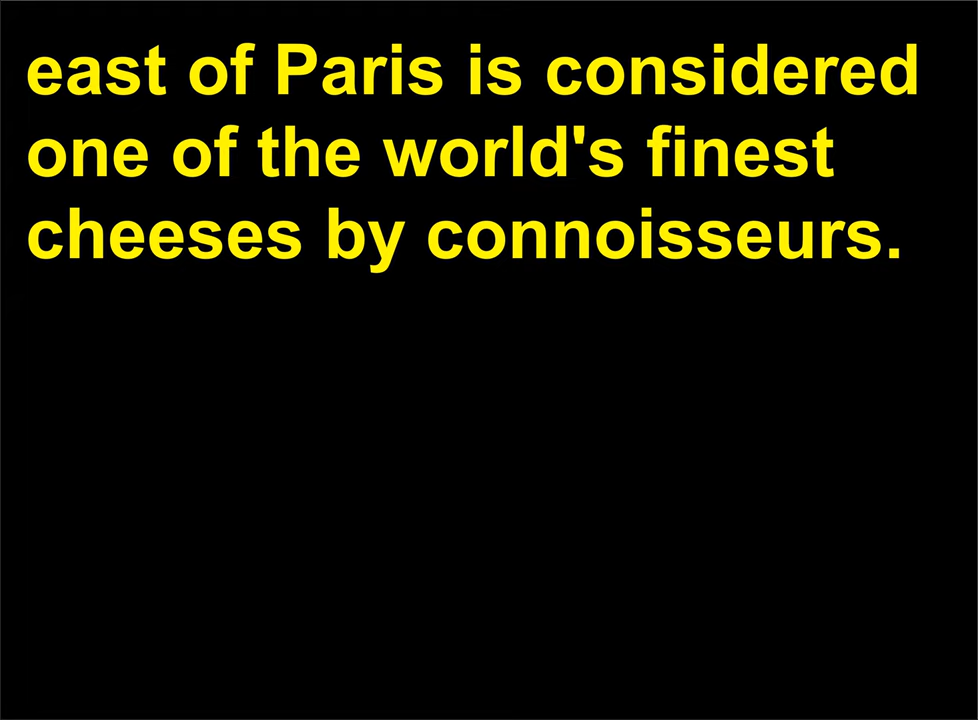 east of Paris is considered
one of the world's finest
cheeses by connoisseurs.